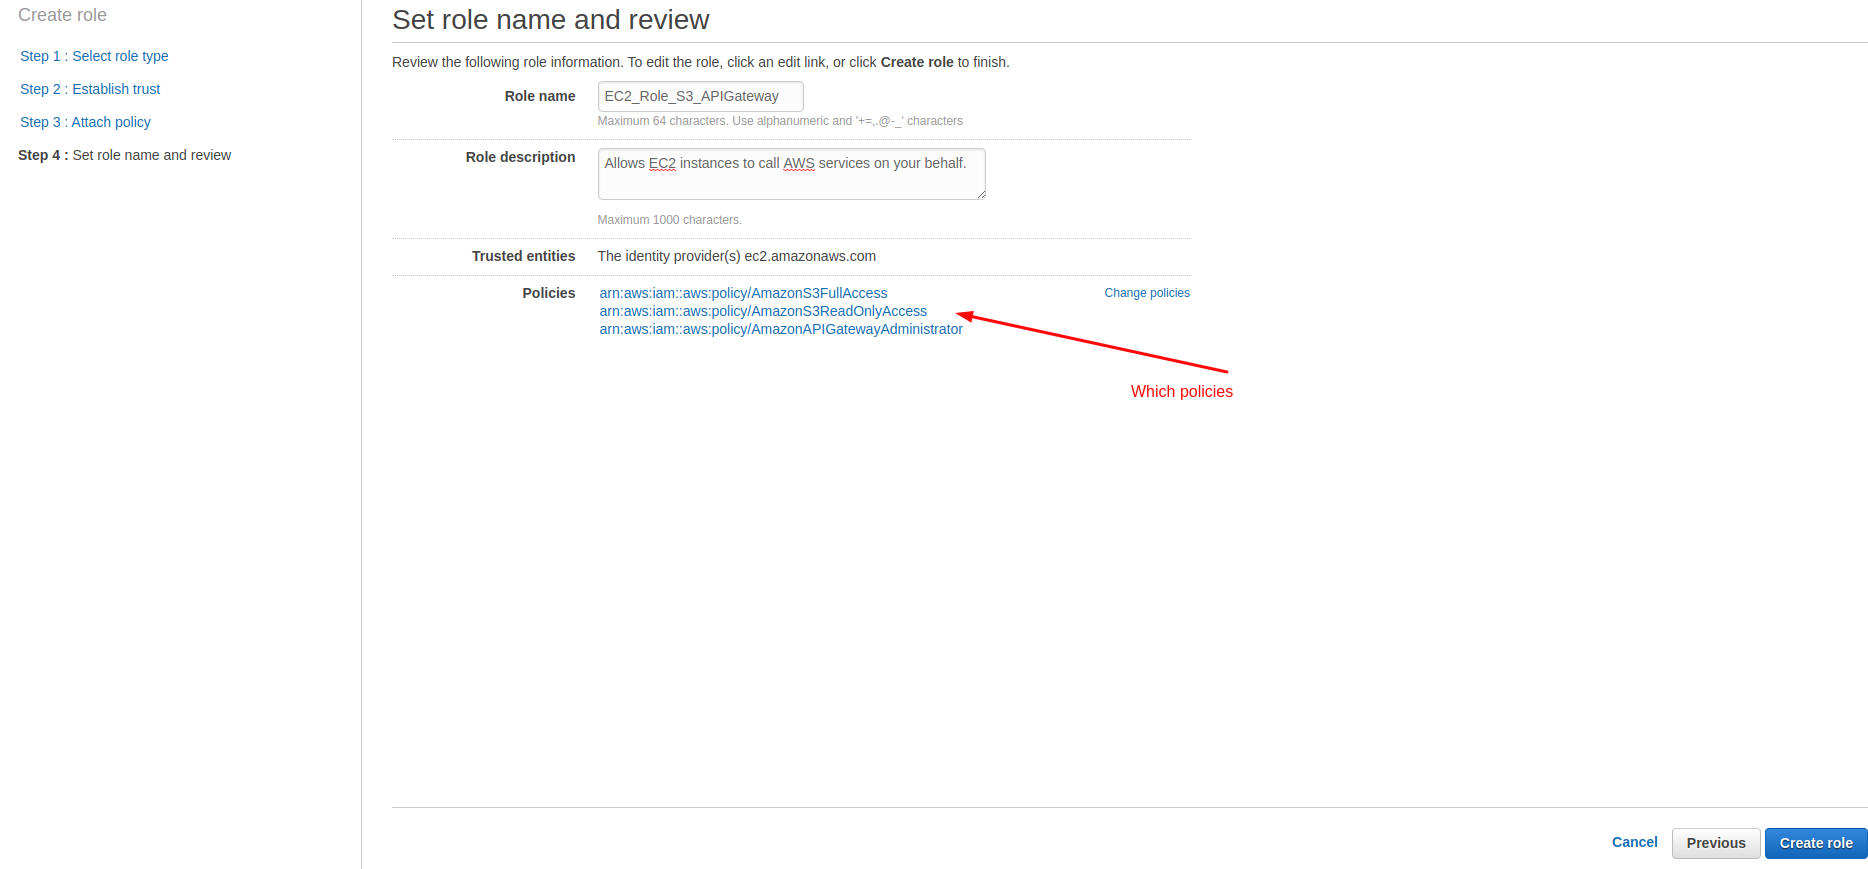 Create role
Step 1 : Select role type
Step 2 : Establish trust
Step 3 : Attach policy
Step 4 : Set role name and review
Set role name and review
Review the following role information. To edit the role, click an edit link, or click Create role to finish.
Role name EC2_Role_S3_APIGateway
Maximum 64 characters. Use alphanumeric and '+=,.@-_' characters
Role description Allows EC2 instances to call AWS services on your behalf.
Maximum 1000 characters.
Trusted entities The identity provider(s) ec2.amazonaws.com
Policies arn:aws:iam::aws:policy/AmazonS3FullAccess Change policies
arn:aws:iam::aws:policy/AmazonS3ReadOnlyAccess
arn:aws:iam::aws:policy/AmazonAPIGatewayAdministrator
Which policies
Cancel Previous Create role